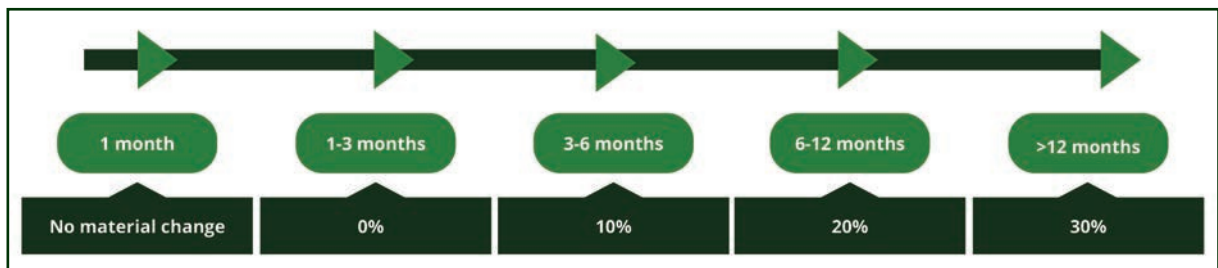 1 month
1-3 months
3-6 months
6-12 months
>12 months
No material change
0%
10%
20%
30%